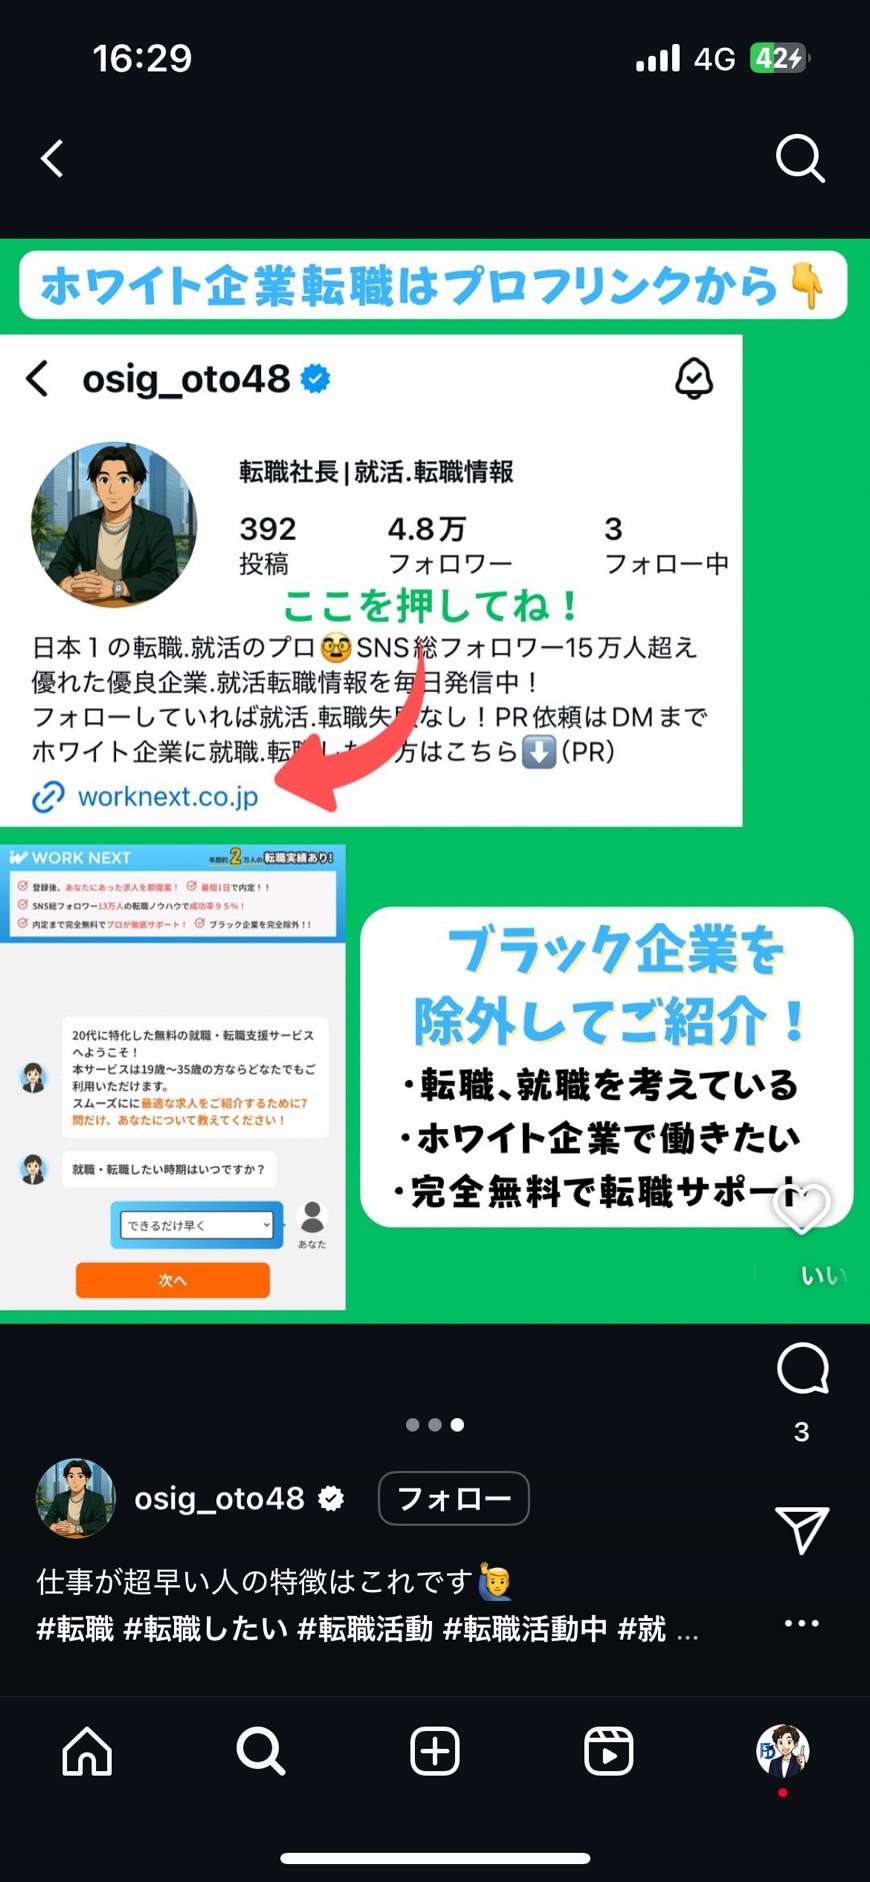 16:29
4G 42
ホワイト企業転職はプロフリンクから👇
osig_oto48
転職社長|就活.転職情報
392 4.8万 3
投稿 フォロワー フォロー中
ここを押してね！
日本1の転職.就活のプロ🥸SNS総フォロワー15万人超え
優れた優良企業.就活転職情報を毎日発信中！
フォローしていれば就活.転職失敗なし！PR依頼はDMまで
ホワイト企業に就職.転職した 方はこちら⬇️(PR)
worknext.co.jp
WORK NEXT
年間約2万人の転職実績あり!
登録後、あなたにあった求人を即提案！ 最短1日で内定！！
SNS総フォロワー13万人の転職ノウハウで成功率95%！
内定まで完全無料でプロが徹底サポート！ ブラック企業を完全除外！！
20代に特化した無料の就職・転職支援サービス
へようこそ！
本サービスは19歳〜35歳の方ならどなたでもご
利用いただけます。
スムーズにに最適な求人をご紹介するために7
問だけ、あなたについて教えてください！
就職・転職したい時期はいつですか？
できるだけ早く
あなた
次へ
ブラック企業を
除外してご紹介！
・転職、就職を考えている
・ホワイト企業で働きたい
・完全無料で転職サポート
いい
3
osig_oto48 フォロー
仕事が超早い人の特徴はこれです🙋‍♂️
#転職 #転職したい #転職活動 #転職活動中 #就 ...